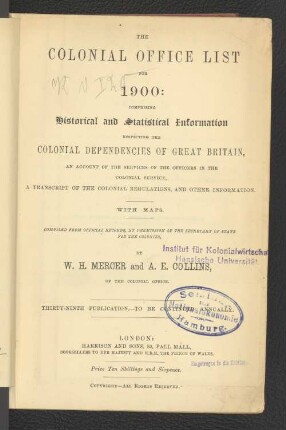 THE
COLONIAL OFFICE LIST
FOR
1900:
COMPRISING
Historical and Statistical Information
RESPECTING THE
COLONIAL DEPENDENCIES OF GREAT BRITAIN,
AN ACCOUNT OF THE SERVICES OF THE OFFICERS IN THE
COLONIAL SERVICE,
A TRANSCRIPT OF THE COLONIAL REGULATIONS, AND OTHER INFORMATION.
WITH MAPS.
COMPILED FROM OFFICIAL RECORDS, BY PERMISSION OF THE SECRETARY OF STATE
FOR THE COLONIES,
BY
Institut für Kolonialwirtscha
Hansische Universität
W. H. MERCER and A. E. COLLINS,
OF THE COLONIAL OFFICE.
THIRTY-NINTH PUBLICATION.—TO BE ANNUALLY.
Hamburg.
LONDON:
HARRISON AND SONS, 59, PALL MALL,
BOOKSELLERS TO HER MAJESTY AND H.R.H. THE PRINCE OF WALES.
Price Ten Shillings and Sixpence.
COPYRIGHT—ALL RIGHTS RESERVED.